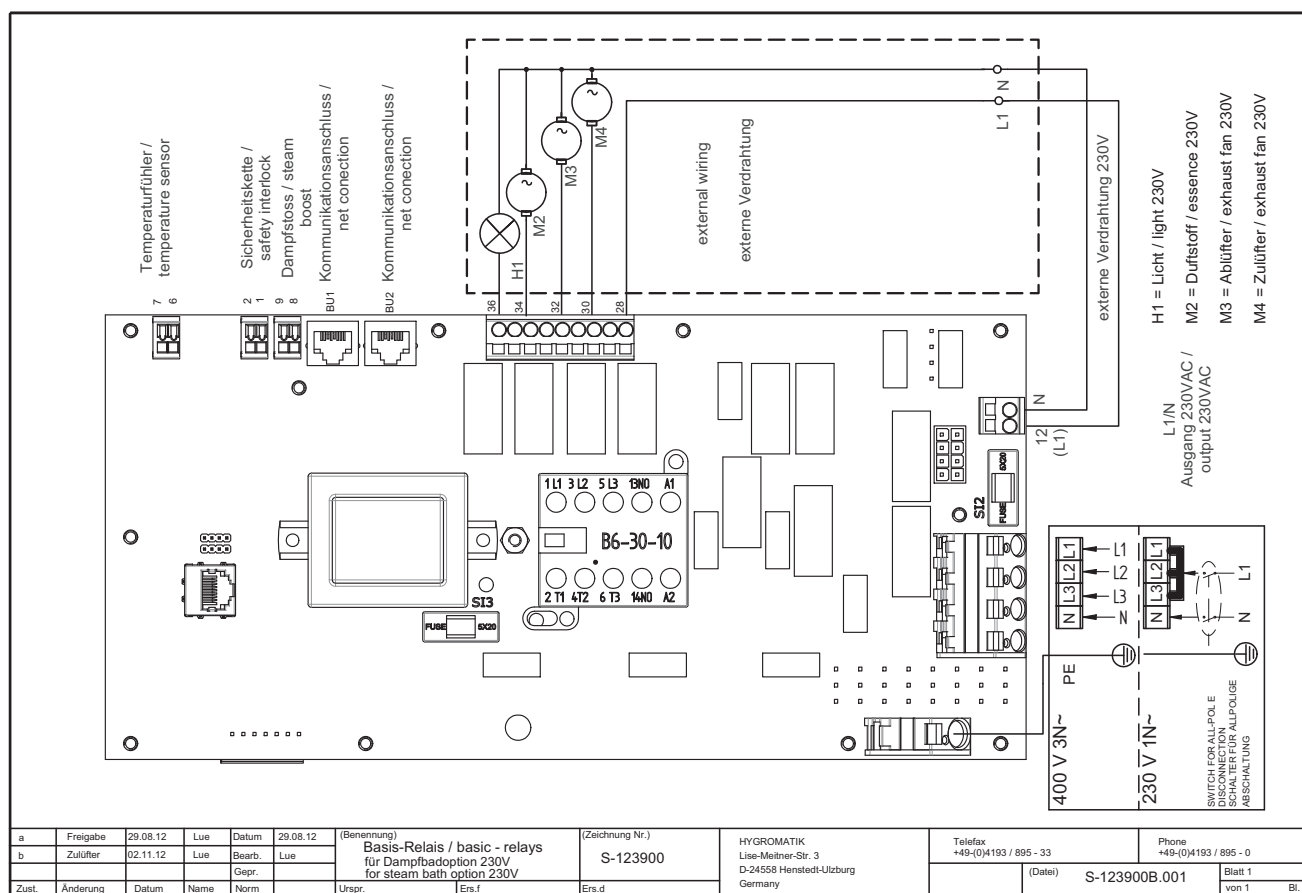 Temperaturfühler /
temperature sensor
Sicherheitskette /
safety interlock
Dampfstoss / steam
boost
Kommunikationsanschluss /
net conection
Kommunikationsanschluss /
net conection
7
6
2
1
9
8
BU1
BU2
H1
M2
M3
M4
N
L1
external wiring
externe Verdrahtung
externe Verdrahtung 230V
36
34
32
30
28
H1 = Licht / light 230V
M2 = Duftstoff / essence 230V
M3 = Ablüfter / exhaust fan 230V
M4 = Zulüfter / exhaust fan 230V
N
12
(L1)
L1/N
Ausgang 230VAC /
output 230VAC
1 L1 3 L2 5 L3 13NO A1
B6-30-10
2 T1 4T2 6 T3 14NO A2
SI3
FUSE 5X20
SI2
FUSE 5X20
L1 L2 L3 N
L1
L2
L3
N
L1 L2 L3 N
L1
N
PE
400 V 3N~
230 V 1N~
SWITCH FOR ALL-POL E
DISCONNECTION
SCHALTER FÜR ALLPOLIGE
ABSCHALTUNG
a Freigabe 29.08.12 Lue Datum 29.08.12
b Zulüfter 02.11.12 Lue Bearb. Lue
Gepr.
Zust. Änderung Datum Name Norm
(Benennung)
Basis-Relais / basic - relays
für Dampfbadoption 230V
for steam bath option 230V
Urspr. Ers.f Ers.d
(Zeichnung Nr.)
S-123900
HYGROMATIK
Lise-Meitner-Str. 3
D-24558 Henstedt-Ulzburg
Germany
Telefax
+49-(0)4193 / 895 - 33
Phone
+49-(0)4193 / 895 - 0
(Datei) S-123900B.001
Blatt 1
von 1 Bl.